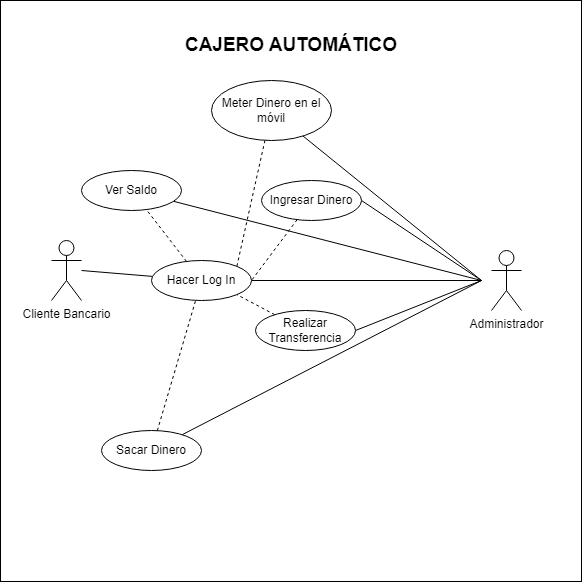 CAJERO AUTOMÁTICO
Meter Dinero en el
móvil
Ver Saldo
Ingresar Dinero
Hacer Log In
Cliente Bancario
Realizar
Transferencia
Administrador
Sacar Dinero